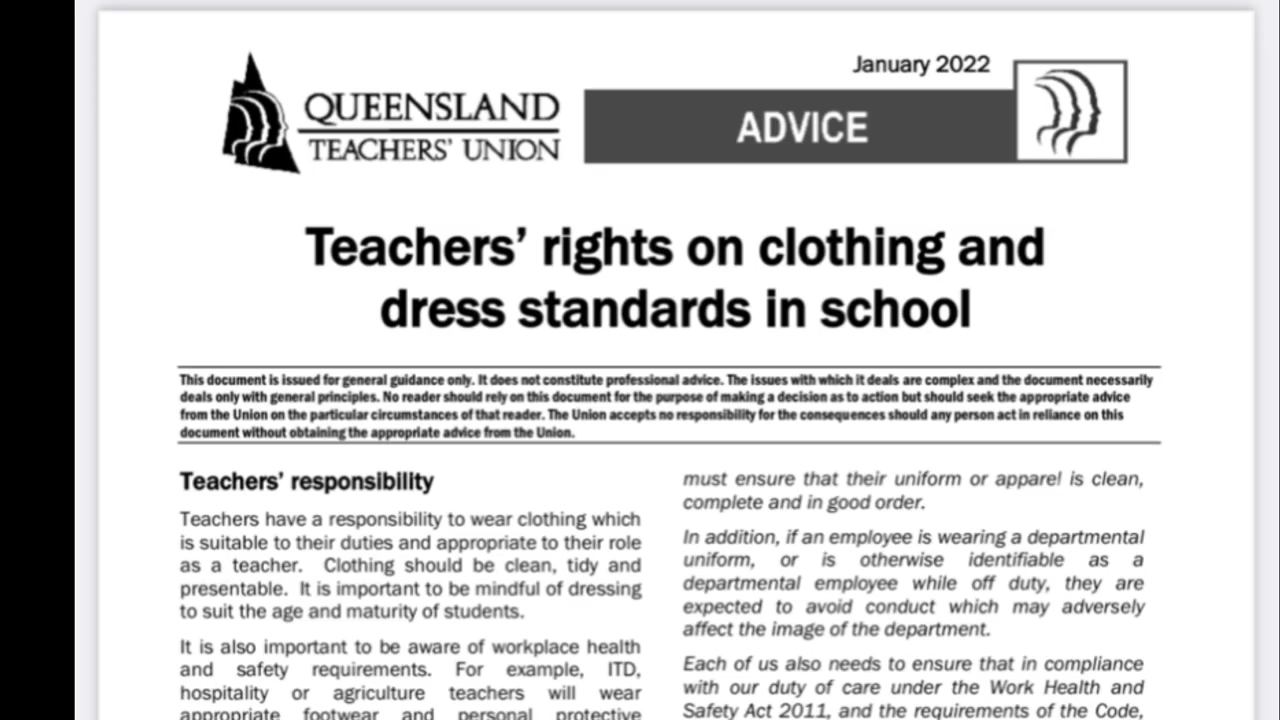 January 2022
QUEENSLAND
TEACHERS' UNION
ADVICE
Teachers' rights on clothing and
dress standards in school
This document is issued for general guidance only. It does not constitute professional advice. The issues with which it deals are complex and the document necessarily
deals only with general principles. No reader should rely on this document for the purpose of making a decision as to action but should seek the appropriate advice
from the Union on the particular circumstances of that reader. The Union accepts no responsibility for the consequences should any person act in reliance on this
document without obtaining the appropriate advice from the Union.
Teachers' responsibility
Teachers have a responsibility to wear clothing which
is suitable to their duties and appropriate to their role
as a teacher. Clothing should be clean, tidy and
presentable. It is important to be mindful of dressing
to suit the age and maturity of students.
It is also important to be aware of workplace health
and safety requirements. For example, ITD,
hospitality or agriculture teachers will wear
appropriate footwear and personal protective
must ensure that their uniform or apparel is clean,
complete and in good order.
In addition, if an employee is wearing a departmental
uniform, or is otherwise identifiable as a
departmental employee while off duty, they are
expected to avoid conduct which may adversely
affect the image of the department.
Each of us also needs to ensure that in compliance
with our duty of care under the Work Health and
Safety Act 2011, and the requirements of the Code,